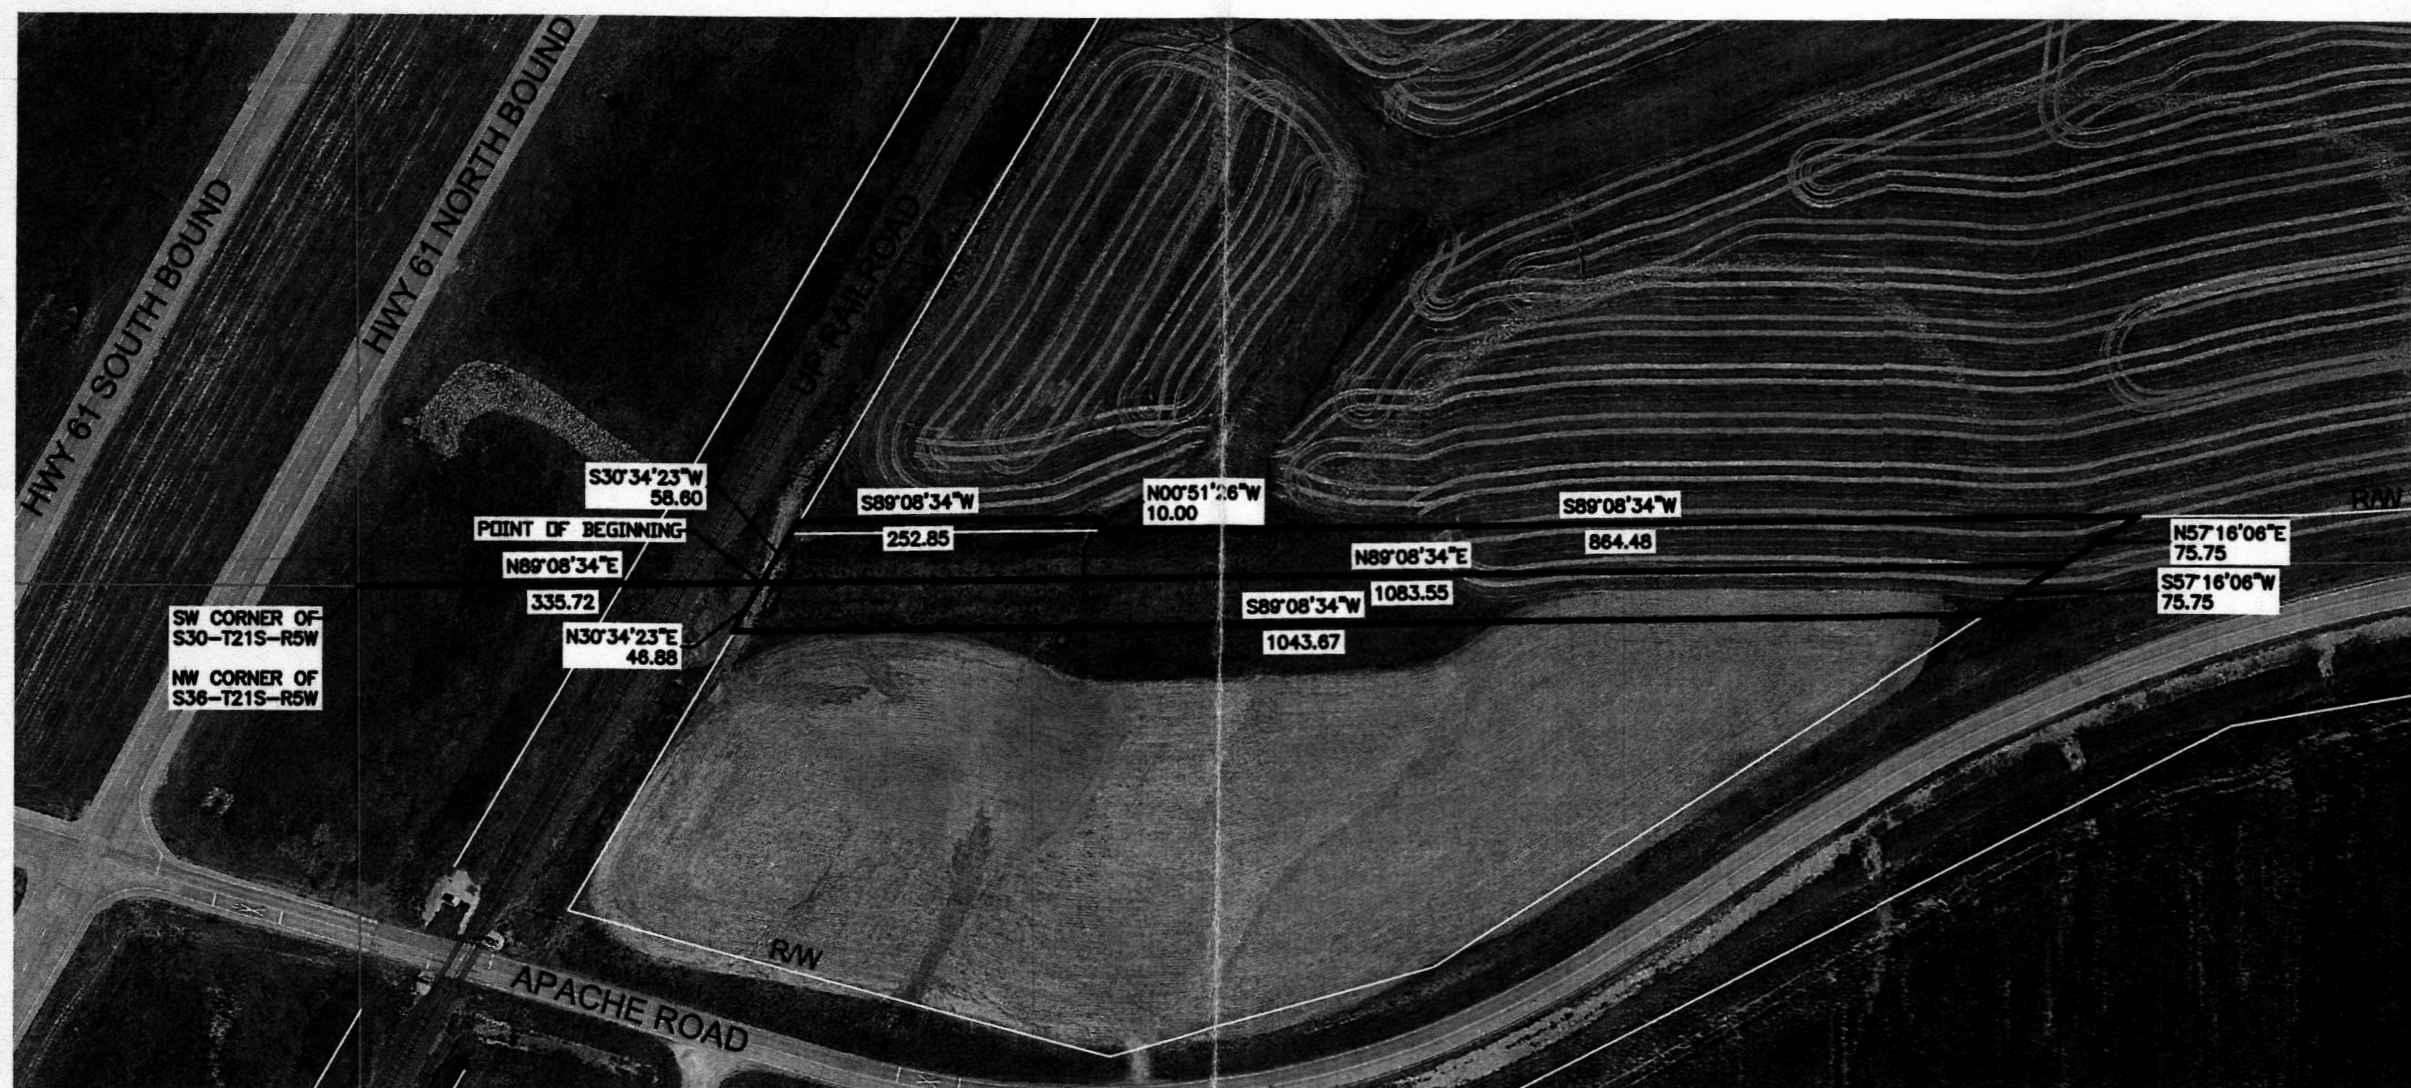 HWY 61 SOUTH BOUND
HWY 61 NORTH BOUND
UP RAILROAD
S30°34'23"W
58.60
POINT OF BEGINNING
N89°08'34"E
335.72
N30°34'23"E
46.88
SW CORNER OF
S30-T21S-R5W
NW CORNER OF
S36-T21S-R5W
S89°08'34"W
252.85
N00°51'26"W
10.00
S89°08'34"W
864.48
N89°08'34"E
1083.55
S89°08'34"W
1043.67
R/W
N57°16'06"E
75.75
S57°16'06"W
75.75
R/W
APACHE ROAD